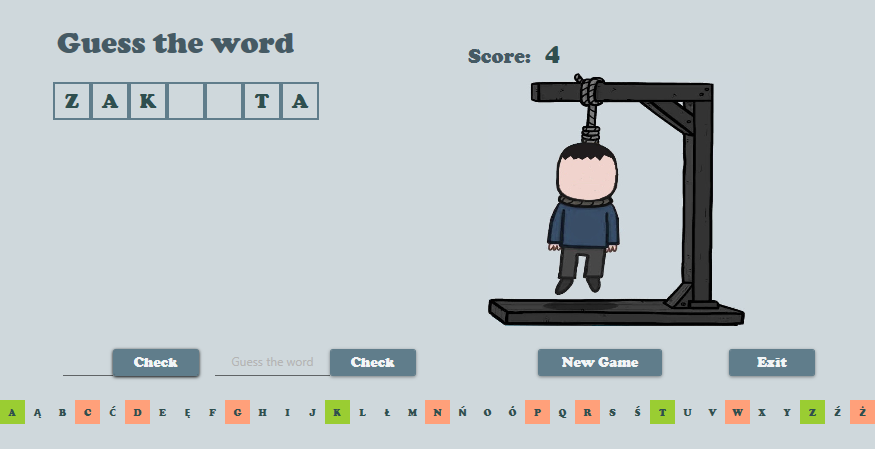 Guess the word
Score: 4
Z A K T A
Check Guess the word Check New Game Exit
A Ą B C Ć D E Ę F G H I J K L Ł M N Ń O Ó P Q R S Ś T U V W X Y Z Ź Ż